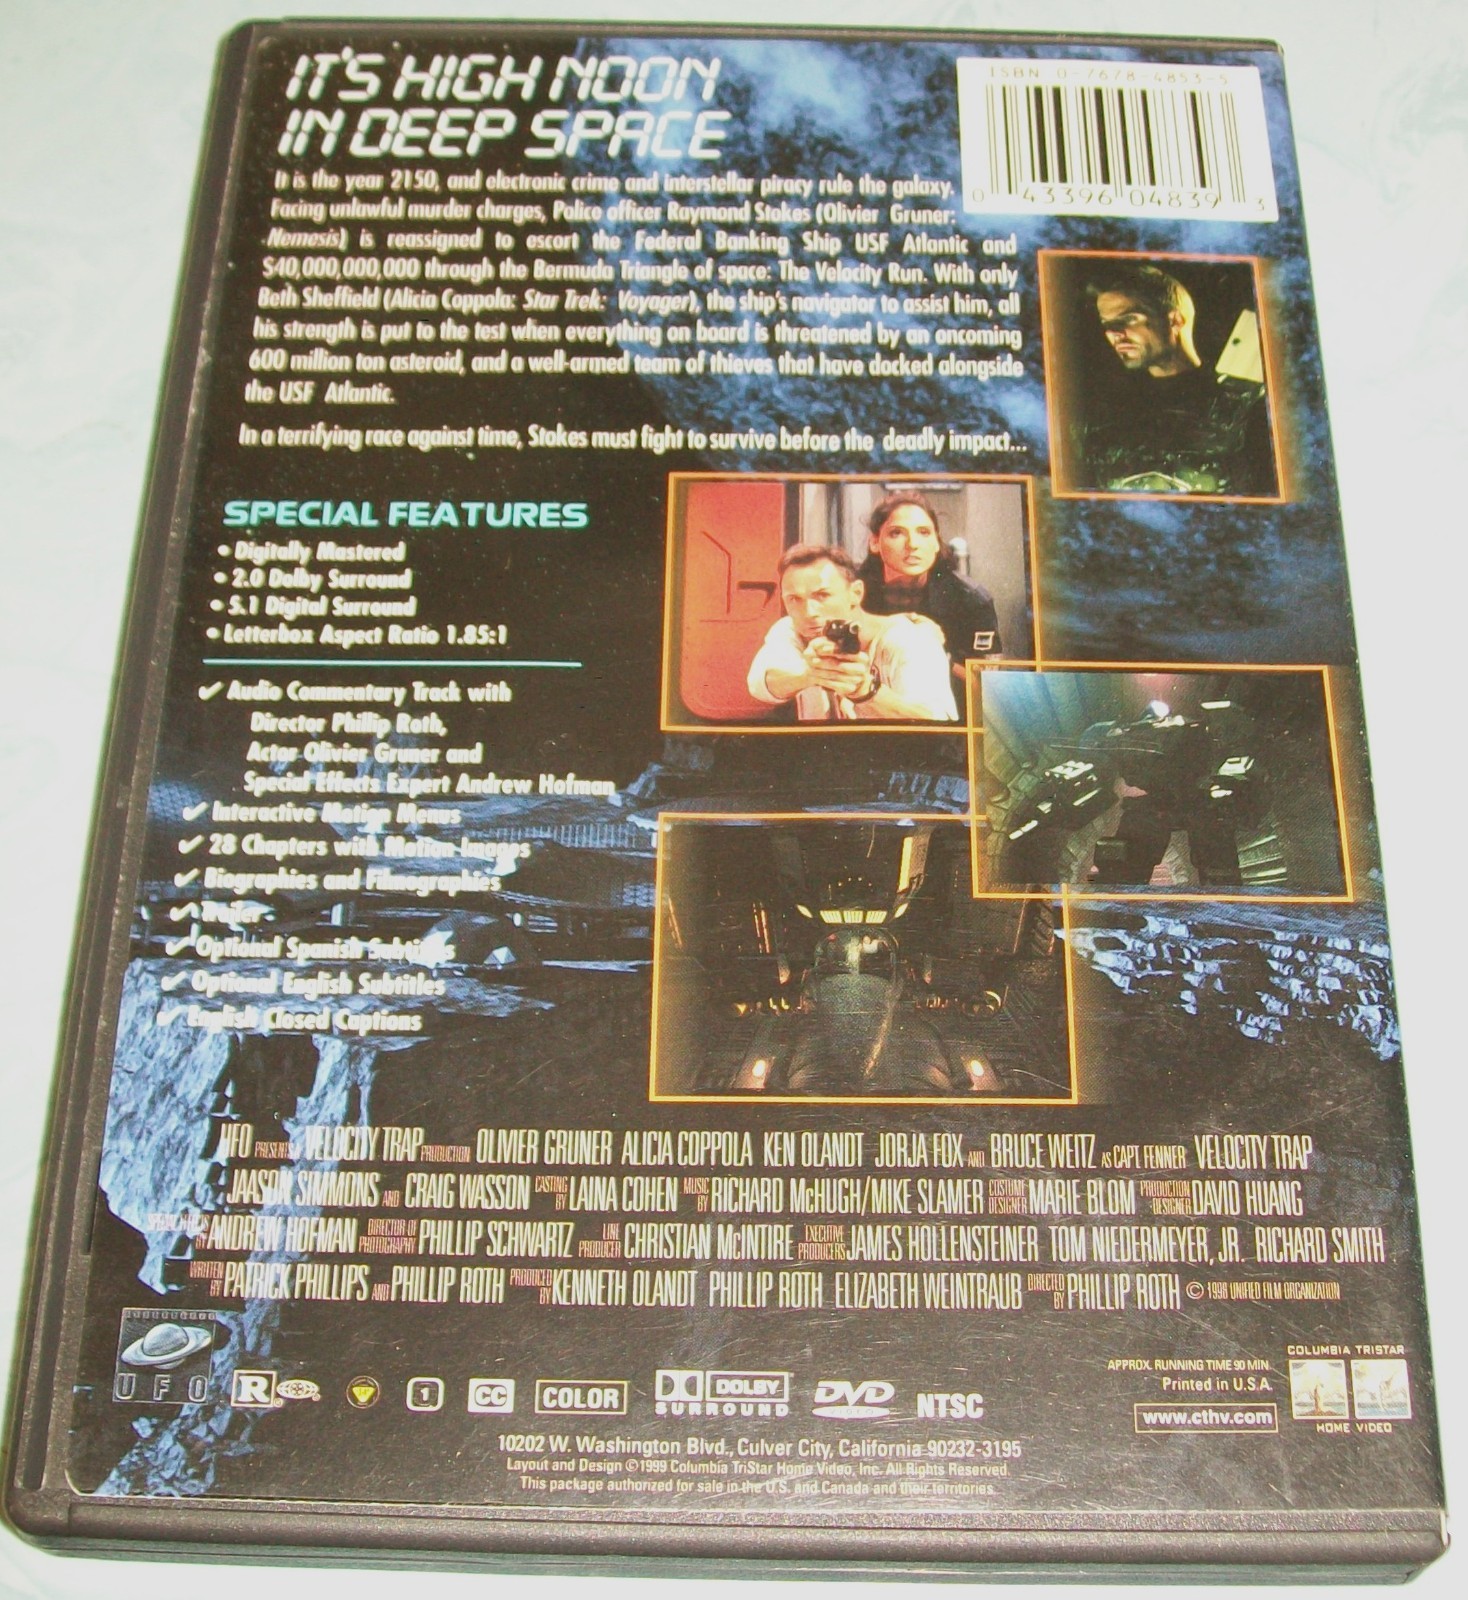 IT'S HIGH NOON
IN DEEP SPACE
ISBN 0-7678-4853-5
0 43396 04839 3
It is the year 2150, and electronic crime and interstellar piracy rule the galaxy.
Facing unlawful murder charges, Police officer Raymond Stokes (Olivier Gruner:
Nemesis) is reassigned to escort the Federal Banking Ship USF Atlantic and
$40,000,000,000 through the Bermuda Triangle of space: The Velocity Run. With only
Beth Sheffield (Alicia Coppola: Star Trek: Voyager), the ship's navigator to assist him, all
his strength is put to the test when everything on board is threatened by an oncoming
600 million ton asteroid, and a well-armed team of thieves that have docked alongside
the USF Atlantic.
In a terrifying race against time, Stokes must fight to survive before the deadly impact...
SPECIAL FEATURES
• Digitally Mastered
• 2.0 Dolby Surround
• 5.1 Digital Surround
• Letterbox Aspect Ratio 1.85:1
✓ Audio Commentary Track with
Director Phillip Roth,
Actor Olivier Gruner and
Special Effects Expert Andrew Hofman
✓ Interactive Motion Menus
✓ 28 Chapters with Motion Images
✓ Biographies and Filmographies
✓ Trailer
✓ Optional Spanish Subtitles
✓ Optional English Subtitles
✓ English Closed Captions
UFO PRESENTS A VELOCITY TRAP PRODUCTION OLIVIER GRUNER ALICIA COPPOLA KEN OLANDT JORJA FOX AND BRUCE WEITZ AS CAPT. FENNER VELOCITY TRAP
JAASON SIMMONS AND CRAIG WASSON CASTING BY LAINA COHEN MUSIC BY RICHARD McHUGH/MIKE SLAMER COSTUME DESIGNER MARIE BLOM PRODUCTION DESIGNER DAVID HUANG
ANDREW HOFMAN DIRECTOR OF PHOTOGRAPHY PHILLIP SCHWARTZ LINE PRODUCER CHRISTIAN McINTIRE EXECUTIVE PRODUCERS JAMES HOLLENSTEINER TOM NIEDERMEYER, JR. RICHARD SMITH
WRITTEN BY PATRICK PHILLIPS AND PHILLIP ROTH PRODUCED BY KENNETH OLANDT PHILLIP ROTH ELIZABETH WEINTRAUB DIRECTED BY PHILLIP ROTH © 1998 UNIFIED FILM ORGANIZATION
UFO
R
1
CC
COLOR
DOLBY
SURROUND
DVD
VIDEO
NTSC
APPROX. RUNNING TIME 90 MIN.
Printed in U.S.A.
www.cthv.com
COLUMBIA TRISTAR
HOME VIDEO
10202 W. Washington Blvd., Culver City, California 90232-3195
Layout and Design ©1999 Columbia TriStar Home Video, Inc. All Rights Reserved.
This package authorized for sale in the U.S. and Canada and their territories.